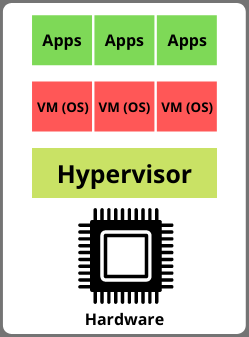 Apps Apps Apps
VM (OS) VM (OS) VM (OS)
Hypervisor
Hardware